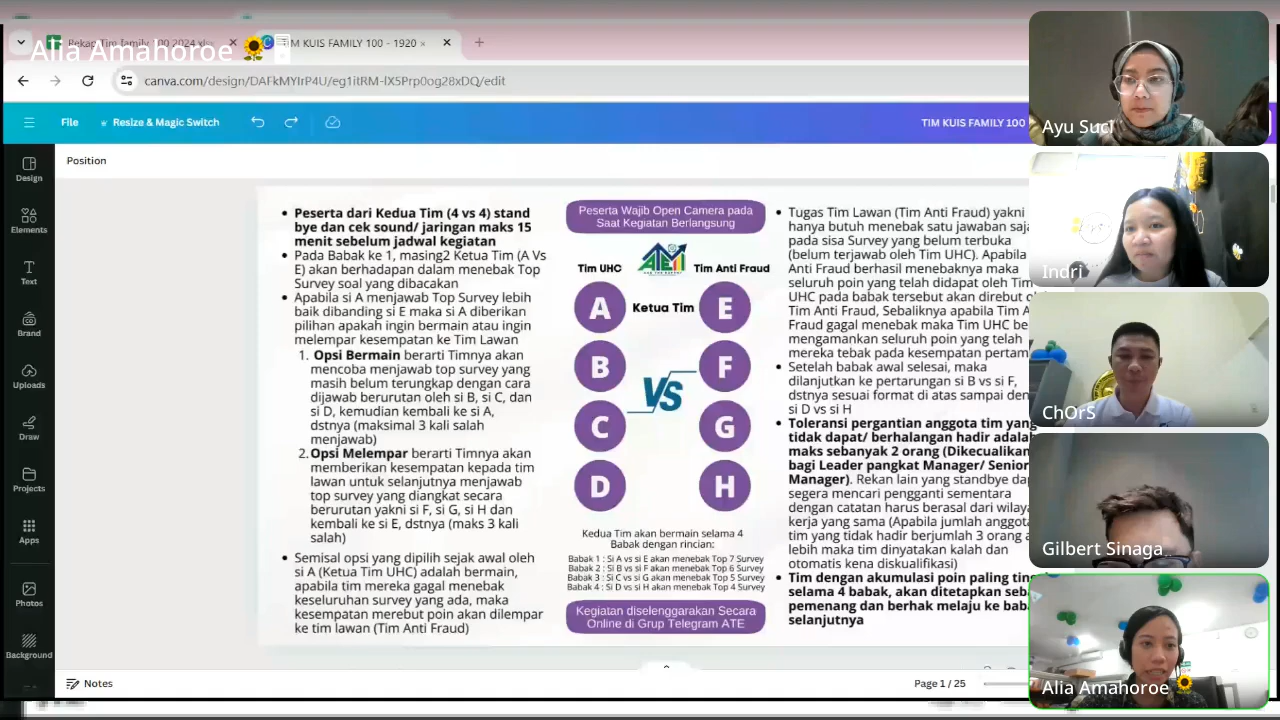 Rekap Tim family 100 2024 xlsx
TIM KUIS FAMILY 100 - 1920
Alia Amahoroe
canva.com/design/DAFkMYIrP4U/eg1itRM-lX5Prp0og28xDQ/edit
File
Resize & Magic Switch
TIM KUIS FAMILY 100
Position
Design
Elements
Text
Brand
Uploads
Draw
Projects
Apps
Photos
Background
• Peserta dari Kedua Tim (4 vs 4) stand
bye dan cek sound/ jaringan maks 15
menit sebelum jadwal kegiatan
• Pada Babak ke 1, masing2 Ketua Tim (A Vs
E) akan berhadapan dalam menebak Top
Survey soal yang dibacakan
• Apabila si A menjawab Top Survey lebih
baik dibanding si E maka si A diberikan
pilihan apakah ingin bermain atau ingin
melempar kesempatan ke Tim Lawan
1. Opsi Bermain berarti Timnya akan
mencoba menjawab top survey yang
masih belum terungkap dengan cara
dijawab berurutan oleh si B, si C, dan
si D, kemudian kembali ke si A,
dstnya (maksimal 3 kali salah
menjawab)
2. Opsi Melempar berarti Timnya akan
memberikan kesempatan kepada tim
lawan untuk selanjutnya menjawab
top survey yang diangkat secara
berurutan yakni si F, si G, si H dan
kembali ke si E, dstnya (maks 3 kali
salah)
• Semisal opsi yang dipilih sejak awal oleh
si A (Ketua Tim UHC) adalah bermain,
apabila tim mereka gagal menebak
keseluruhan survey yang ada, maka
kesempatan merebut poin akan dilempar
ke tim lawan (Tim Anti Fraud)
Peserta Wajib Open Camera pada
Saat Kegiatan Berlangsung
Tim UHC
Tim Anti Fraud
A
Ketua Tim
E
B
F
VS
C
G
D
H
Kedua Tim akan bermain selama 4
Babak dengan rincian:
Babak 1 : Si A vs si E akan menebak Top 7 Survey
Babak 2 : Si B vs si F akan menebak Top 6 Survey
Babak 3 : Si C vs si G akan menebak Top 5 Survey
Babak 4 : Si D vs si H akan menebak Top 4 Survey
Kegiatan diselenggarakan Secara
Online di Grup Telegram ATE
• Tugas Tim Lawan (Tim Anti Fraud) yakni
hanya butuh menebak satu jawaban saj
pada sisa Survey yang belum terbuka
(belum terjawab oleh Tim UHC). Apabila
Anti Fraud berhasil menebaknya maka
seluruh poin yang telah didapat oleh Tim
UHC pada babak tersebut akan direbut o
Tim Anti Fraud, Sebaliknya apabila Tim A
Fraud gagal menebak maka Tim UHC be
mengamankan seluruh poin yang telah
mereka tebak pada kesempatan pertam
• Setelah babak awal selesai, maka
dilanjutkan ke pertarungan si B vs si F,
dstnya sesuai format di atas sampai den
si D vs si H
• Toleransi pergantian anggota tim yang
tidak dapat/ berhalangan hadir adala
maks sebanyak 2 orang (Dikecualikan
bagi Leader pangkat Manager/ Senior
Manager). Rekan lain yang standbye da
segera mencari pengganti sementara
dengan catatan harus berasal dari wilay
kerja yang sama (Apabila jumlah anggota
tim yang tidak hadir berjumlah 3 orang a
lebih maka tim dinyatakan kalah dan
otomatis kena diskualifikasi)
• Tim dengan akumulasi poin paling ting
selama 4 babak, akan ditetapkan seb
pemenang dan berhak melaju ke bab
selanjutnya
Notes
Page 1 / 25
Ayu Suci
Indri
ChOrS
Gilbert Sinaga
Alia Amahoroe